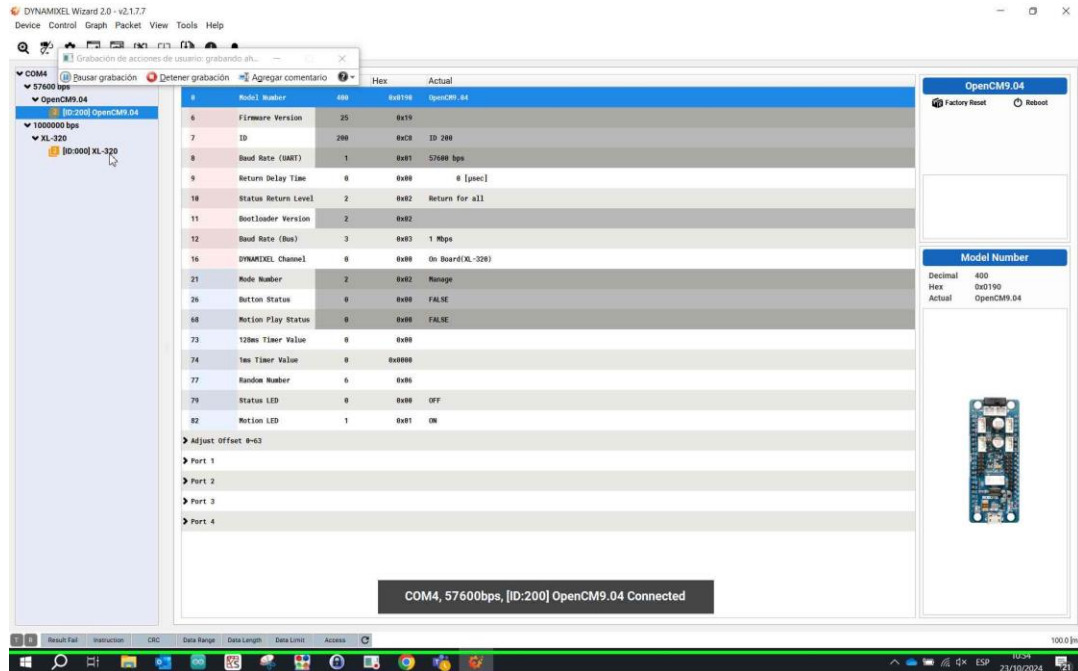 DYNAMIXEL Wizard 2.0 - v2.1.7.7
Device Control Graph Packet View Tools Help
Grabación de acciones de usuario: grabando ah...
Pausar grabación Detener grabación Agregar comentario
COM4
57600 bps
OpenCM9.04
[ID:200] OpenCM9.04
1000000 bps
XL-320
[ID:000] XL-320
Hex Actual
0 Model Number 400 0x0190 OpenCM9.04
6 Firmware Version 25 0x19
7 ID 200 0xC8 ID 200
8 Baud Rate (UART) 1 0x01 57600 bps
9 Return Delay Time 0 0x00 0 [μsec]
10 Status Return Level 2 0x02 Return for all
11 Bootloader Version 2 0x02
12 Baud Rate (Bus) 3 0x03 1 Mbps
16 DYNAMIXEL Channel 0 0x00 On Board(XL-320)
21 Mode Number 2 0x02 Manage
26 Button Status 0 0x00 FALSE
68 Motion Play Status 0 0x00 FALSE
73 128ms Timer Value 0 0x00
74 1ms Timer Value 0 0x0000
77 Random Number 6 0x06
79 Status LED 0 0x00 OFF
82 Motion LED 1 0x01 ON
Adjust Offset 0~63
Port 1
Port 2
Port 3
Port 4
OpenCM9.04
Factory Reset Reboot
Model Number
Decimal 400
Hex 0x0190
Actual OpenCM9.04
COM4, 57600bps, [ID:200] OpenCM9.04 Connected
T R Result Fail Instruction CRC Data Range Data Length Data Limit Access
100.0 [m
ESP
10:54
23/10/2024
21